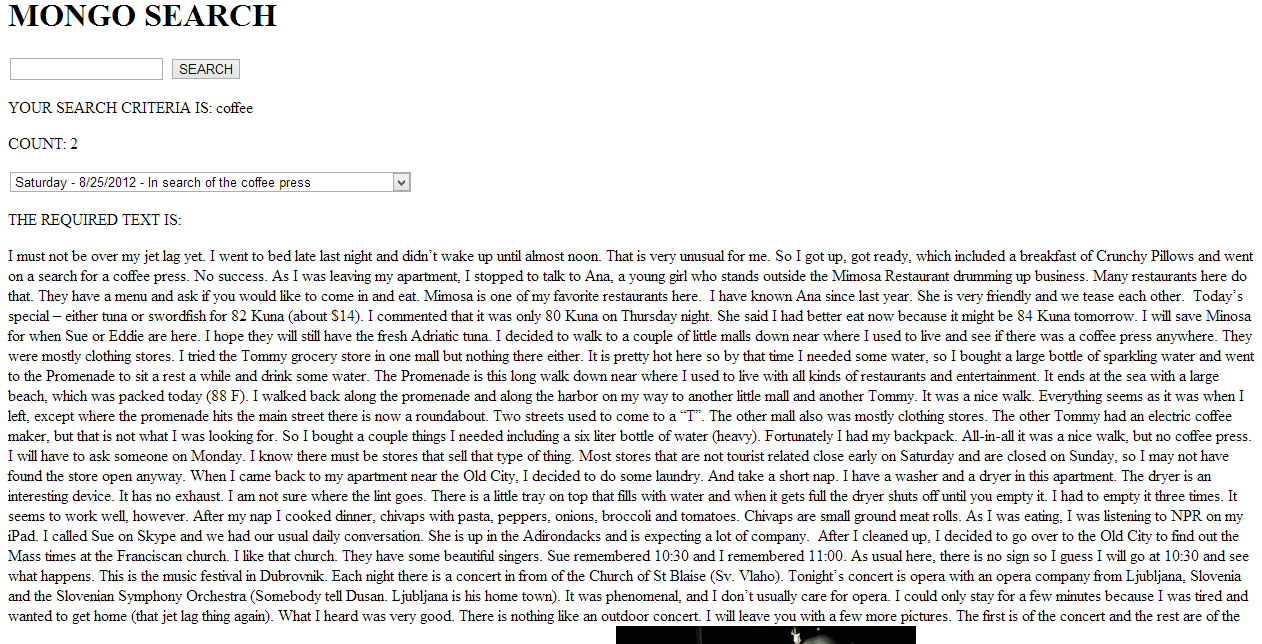 MONGO SEARCH
SEARCH
YOUR SEARCH CRITERIA IS: coffee
COUNT: 2
Saturday - 8/25/2012 - In search of the coffee press
THE REQUIRED TEXT IS:
I must not be over my jet lag yet. I went to bed late last night and didn’t wake up until almost noon. That is very unusual for me. So I got up, got ready, which included a breakfast of Crunchy Pillows and went
on a search for a coffee press. No success. As I was leaving my apartment, I stopped to talk to Ana, a young girl who stands outside the Mimosa Restaurant drumming up business. Many restaurants here do
that. They have a menu and ask if you would like to come in and eat. Mimosa is one of my favorite restaurants here.  I have known Ana since last year. She is very friendly and we tease each other.  Today’s
special – either tuna or swordfish for 82 Kuna (about $14). I commented that it was only 80 Kuna on Thursday night. She said I had better eat now because it might be 84 Kuna tomorrow. I will save Minosa
for when Sue or Eddie are here. I hope they will still have the fresh Adriatic tuna. I decided to walk to a couple of little malls down near where I used to live and see if there was a coffee press anywhere. They
were mostly clothing stores. I tried the Tommy grocery store in one mall but nothing there either. It is pretty hot here so by that time I needed some water, so I bought a large bottle of sparkling water and went
to the Promenade to sit a rest a while and drink some water. The Promenade is this long walk down near where I used to live with all kinds of restaurants and entertainment. It ends at the sea with a large
beach, which was packed today (88 F). I walked back along the promenade and along the harbor on my way to another little mall and another Tommy. It was a nice walk. Everything seems as it was when I
left, except where the promenade hits the main street there is now a roundabout. Two streets used to come to a “T”. The other mall also was mostly clothing stores. The other Tommy had an electric coffee
maker, but that is not what I was looking for. So I bought a couple things I needed including a six liter bottle of water (heavy). Fortunately I had my backpack. All-in-all it was a nice walk, but no coffee press.
I will have to ask someone on Monday. I know there must be stores that sell that type of thing. Most stores that are not tourist related close early on Saturday and are closed on Sunday, so I may not have
found the store open anyway. When I came back to my apartment near the Old City, I decided to do some laundry. And take a short nap. I have a washer and a dryer in this apartment. The dryer is an
interesting device. It has no exhaust. I am not sure where the lint goes. There is a little tray on top that fills with water and when it gets full the dryer shuts off until you empty it. I had to empty it three times. It
seems to work well, however. After my nap I cooked dinner, chivaps with pasta, peppers, onions, broccoli and tomatoes. Chivaps are small ground meat rolls. As I was eating, I was listening to NPR on my
iPad. I called Sue on Skype and we had our usual daily conversation. She is up in the Adirondacks and is expecting a lot of company.  After I cleaned up, I decided to go over to the Old City to find out the
Mass times at the Franciscan church. I like that church. They have some beautiful singers. Sue remembered 10:30 and I remembered 11:00. As usual here, there is no sign so I guess I will go at 10:30 and see
what happens. This is the music festival in Dubrovnik. Each night there is a concert in from of the Church of St Blaise (Sv. Vlaho). Tonight’s concert is opera with an opera company from Ljubljana, Slovenia
and the Slovenian Symphony Orchestra (Somebody tell Dusan. Ljubljana is his home town). It was phenomenal, and I don’t usually care for opera. I could only stay for a few minutes because I was tired and
wanted to get home (that jet lag thing again). What I heard was very good. There is nothing like an outdoor concert. I will leave you with a few more pictures. The first is of the concert and the rest are of the